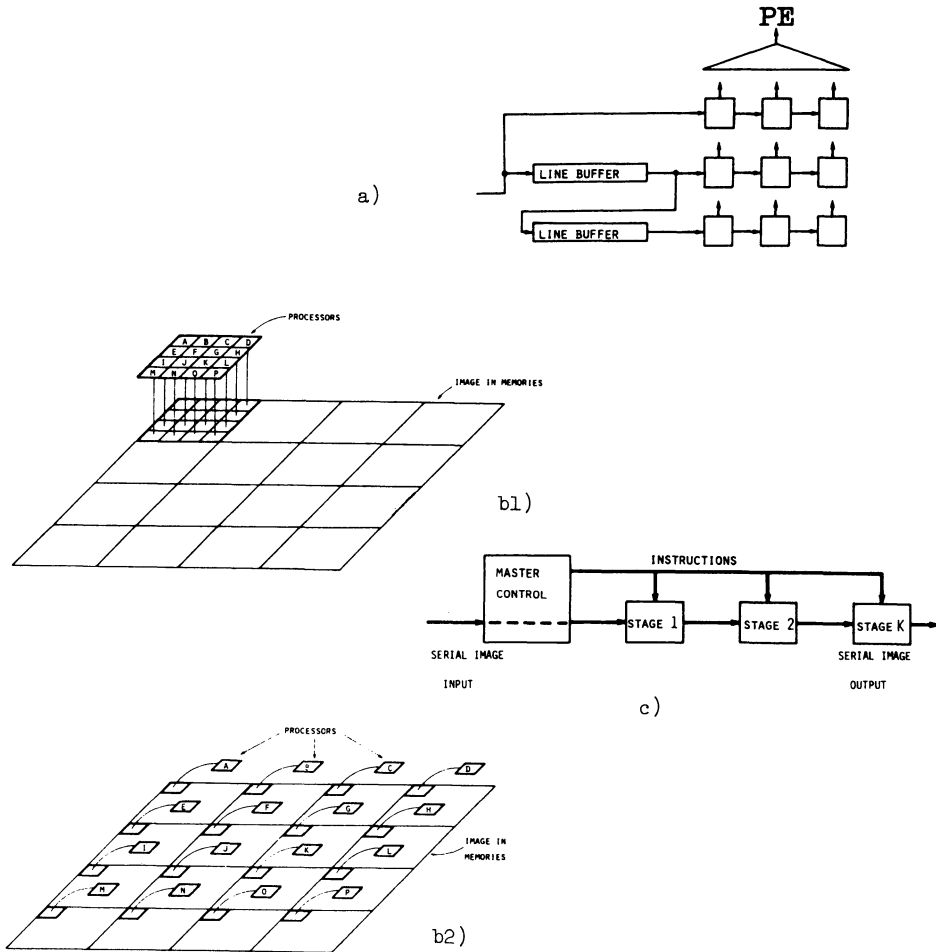 PE
LINE BUFFER
a)
LINE BUFFER
PROCESSORS
A B C D
E F G H
I J K L
M N O P
IMAGE IN MEMORIES
b1)
INSTRUCTIONS
MASTER
CONTROL
STAGE 1
STAGE 2
STAGE K
SERIAL IMAGE
INPUT
SERIAL IMAGE
OUTPUT
c)
PROCESSORS
A C D
E F G H
I J K L
IMAGE IN
MEMORIES
M N O P
b2)